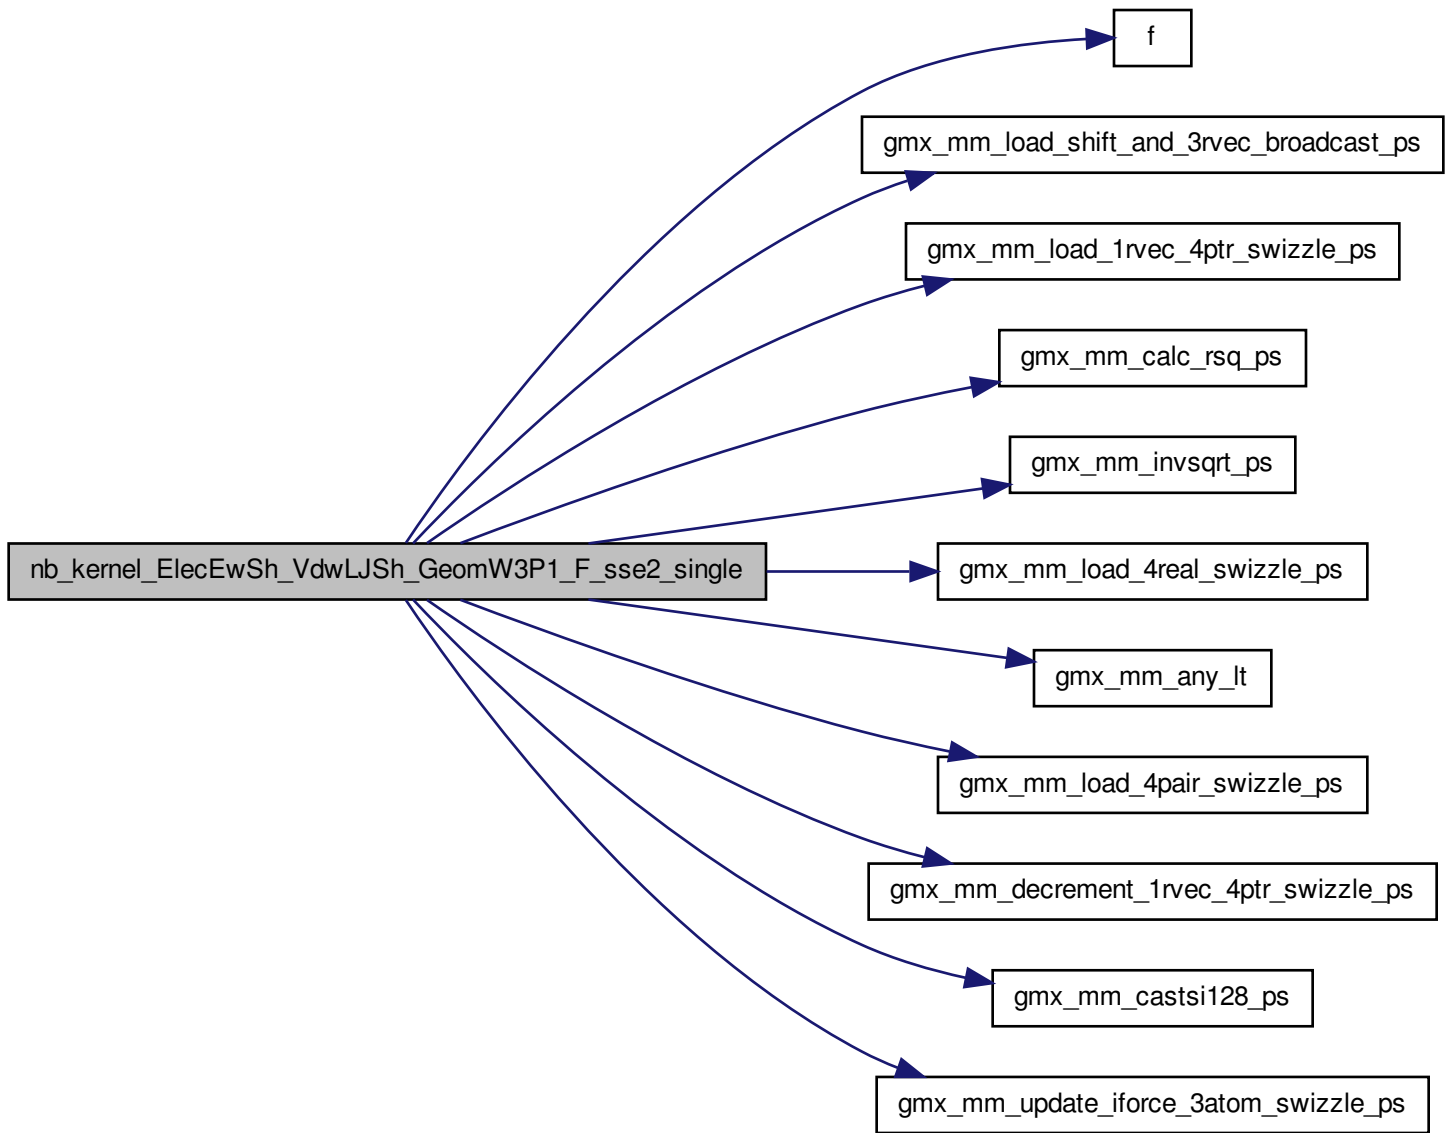 f
gmx_mm_load_shift_and_3rvec_broadcast_ps
gmx_mm_load_1rvec_4ptr_swizzle_ps
gmx_mm_calc_rsq_ps
gmx_mm_invsqrt_ps
nb_kernel_ElecEwSh_VdwLJSh_GeomW3P1_F_sse2_single
gmx_mm_load_4real_swizzle_ps
gmx_mm_any_lt
gmx_mm_load_4pair_swizzle_ps
gmx_mm_decrement_1rvec_4ptr_swizzle_ps
gmx_mm_castsi128_ps
gmx_mm_update_iforce_3atom_swizzle_ps